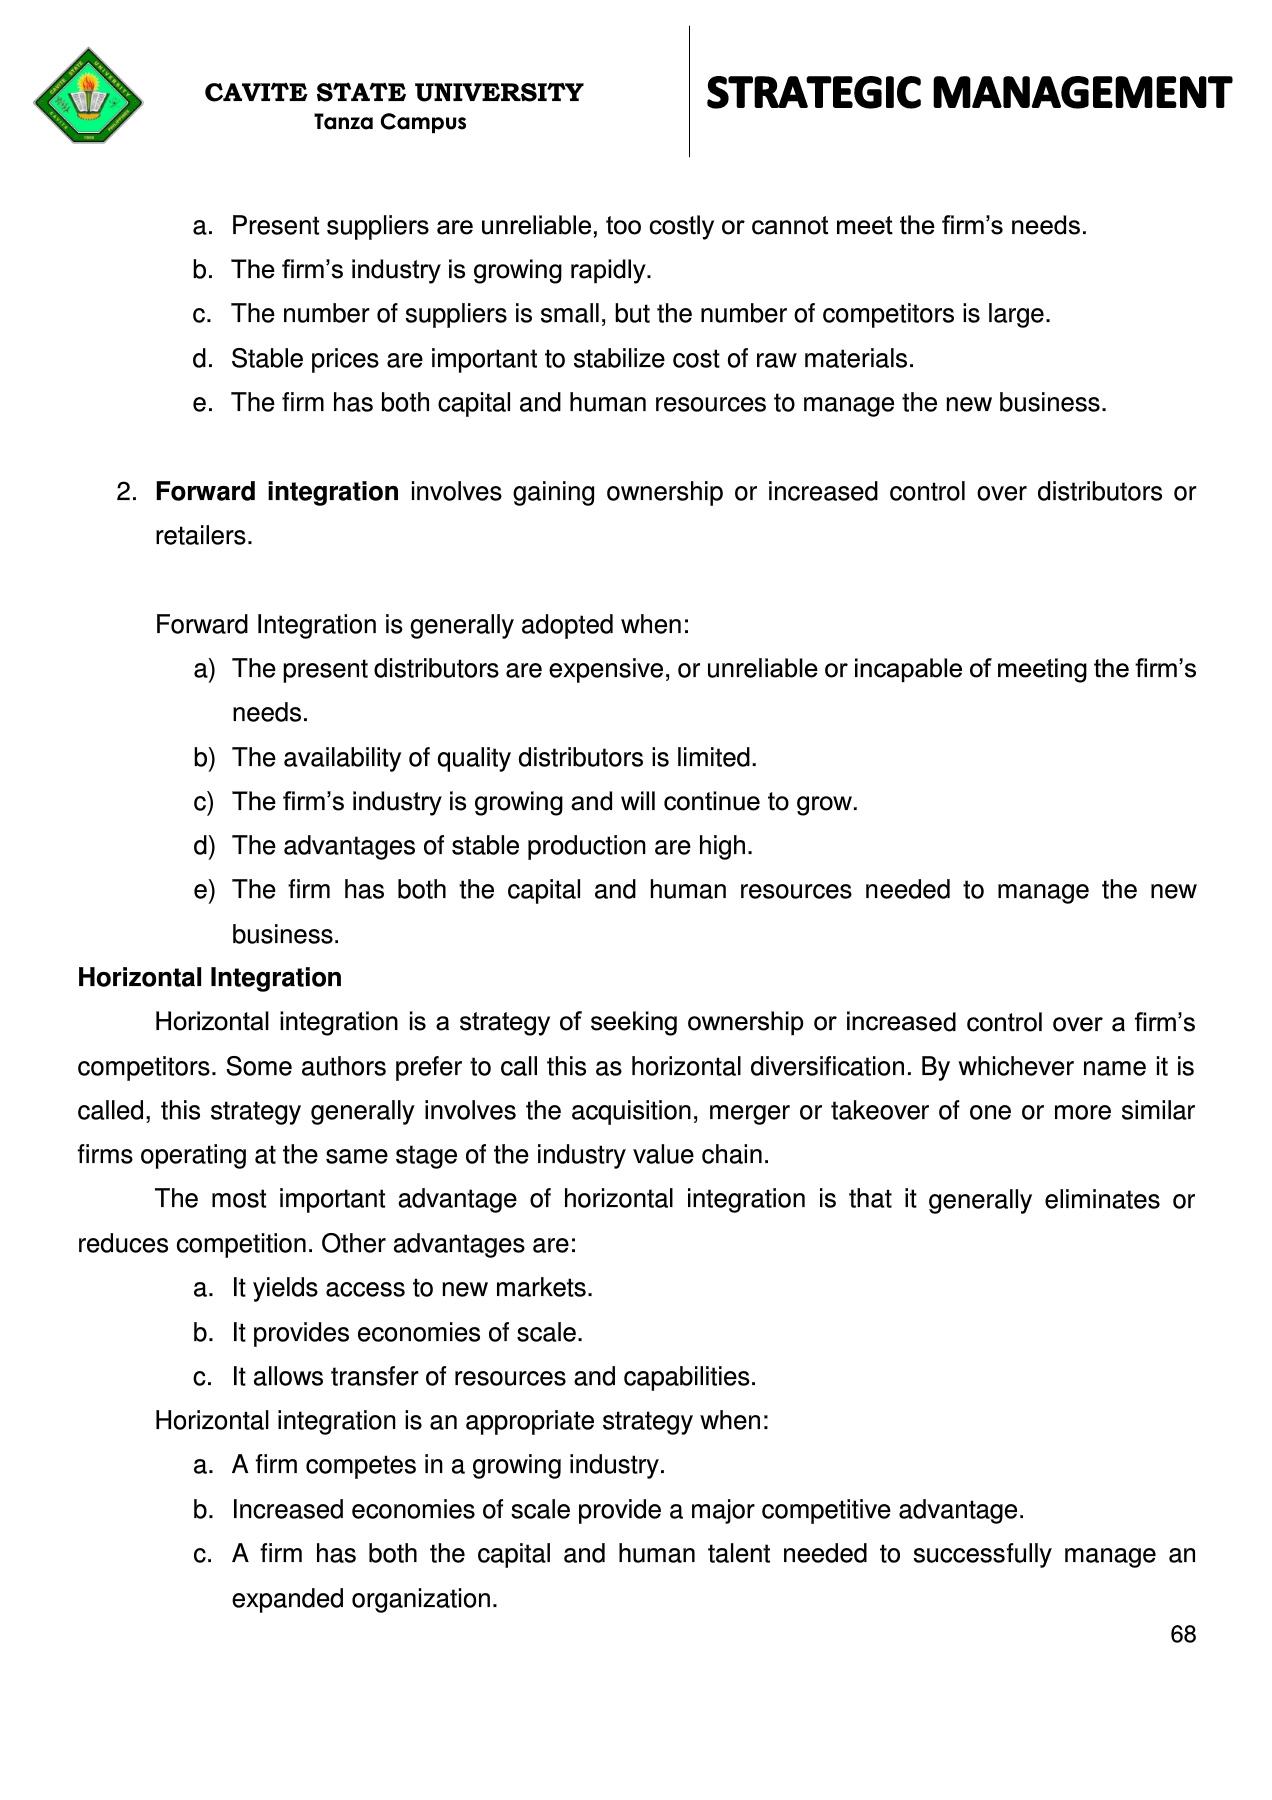 CAVITE STATE UNIVERSITY
Tanza Campus
STRATEGIC MANAGEMENT
a. Present suppliers are unreliable, too costly or cannot meet the firm’s needs.
b. The firm’s industry is growing rapidly.
c. The number of suppliers is small, but the number of competitors is large.
d. Stable prices are important to stabilize cost of raw materials.
e. The firm has both capital and human resources to manage the new business.
2. Forward integration involves gaining ownership or increased control over distributors or
retailers.
Forward Integration is generally adopted when:
a) The present distributors are expensive, or unreliable or incapable of meeting the firm’s
needs.
b) The availability of quality distributors is limited.
c) The firm’s industry is growing and will continue to grow.
d) The advantages of stable production are high.
e) The firm has both the capital and human resources needed to manage the new
business.
Horizontal Integration
Horizontal integration is a strategy of seeking ownership or increased control over a firm’s
competitors. Some authors prefer to call this as horizontal diversification. By whichever name it is
called, this strategy generally involves the acquisition, merger or takeover of one or more similar
firms operating at the same stage of the industry value chain.
The most important advantage of horizontal integration is that it generally eliminates or
reduces competition. Other advantages are:
a. It yields access to new markets.
b. It provides economies of scale.
c. It allows transfer of resources and capabilities.
Horizontal integration is an appropriate strategy when:
a. A firm competes in a growing industry.
b. Increased economies of scale provide a major competitive advantage.
c. A firm has both the capital and human talent needed to successfully manage an
expanded organization.
68